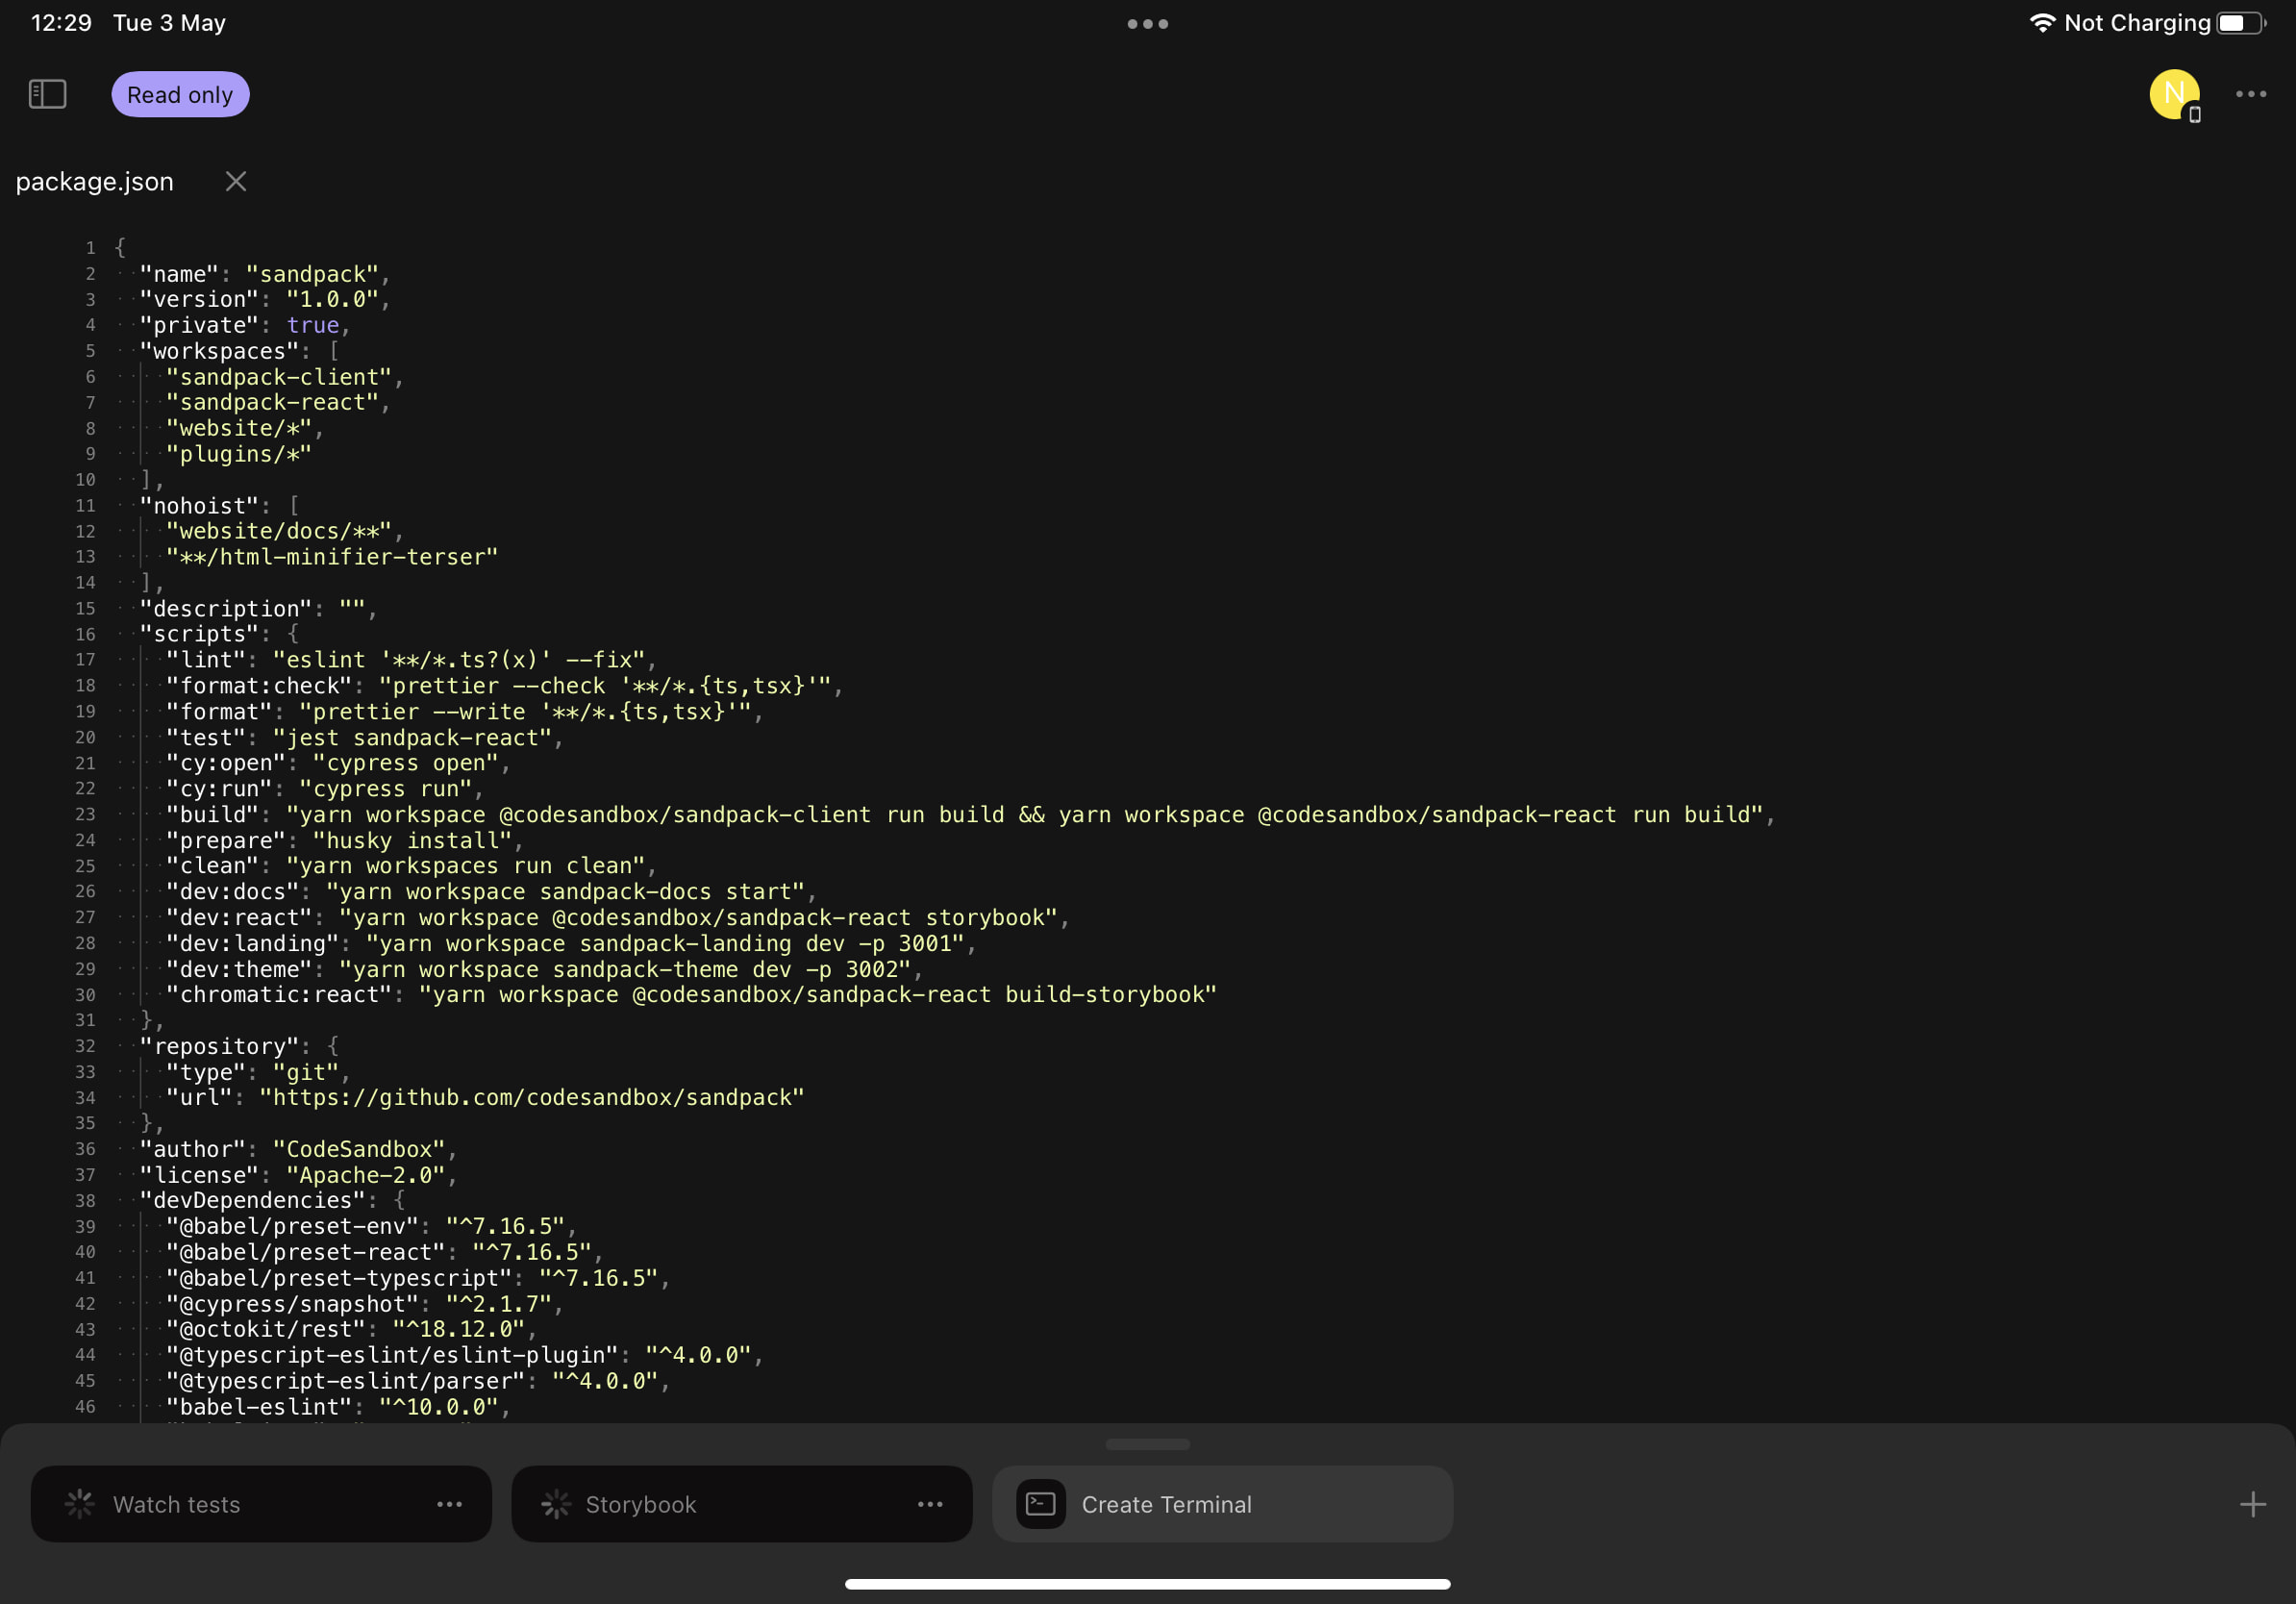 12:29 Tue 3 May
Not Charging
Read only
N
package.json
1 {
2 "name": "sandpack",
3 "version": "1.0.0",
4 "private": true,
5 "workspaces": [
6 "sandpack-client",
7 "sandpack-react",
8 "website/*",
9 "plugins/*"
10 ],
11 "nohoist": [
12 "website/docs/**",
13 "**/html-minifier-terser"
14 ],
15 "description": "",
16 "scripts": {
17 "lint": "eslint '**/*.ts?(x)' --fix",
18 "format:check": "prettier --check '**/*.{ts,tsx}'",
19 "format": "prettier --write '**/*.{ts,tsx}'",
20 "test": "jest sandpack-react",
21 "cy:open": "cypress open",
22 "cy:run": "cypress run",
23 "build": "yarn workspace @codesandbox/sandpack-client run build && yarn workspace @codesandbox/sandpack-react run build",
24 "prepare": "husky install",
25 "clean": "yarn workspaces run clean",
26 "dev:docs": "yarn workspace sandpack-docs start",
27 "dev:react": "yarn workspace @codesandbox/sandpack-react storybook",
28 "dev:landing": "yarn workspace sandpack-landing dev -p 3001",
29 "dev:theme": "yarn workspace sandpack-theme dev -p 3002",
30 "chromatic:react": "yarn workspace @codesandbox/sandpack-react build-storybook"
31 },
32 "repository": {
33 "type": "git",
34 "url": "https://github.com/codesandbox/sandpack"
35 },
36 "author": "CodeSandbox",
37 "license": "Apache-2.0",
38 "devDependencies": {
39 "@babel/preset-env": "^7.16.5",
40 "@babel/preset-react": "^7.16.5",
41 "@babel/preset-typescript": "^7.16.5",
42 "@cypress/snapshot": "^2.1.7",
43 "@octokit/rest": "^18.12.0",
44 "@typescript-eslint/eslint-plugin": "^4.0.0",
45 "@typescript-eslint/parser": "^4.0.0",
46 "babel-eslint": "^10.0.0",
Watch tests
Storybook
Create Terminal